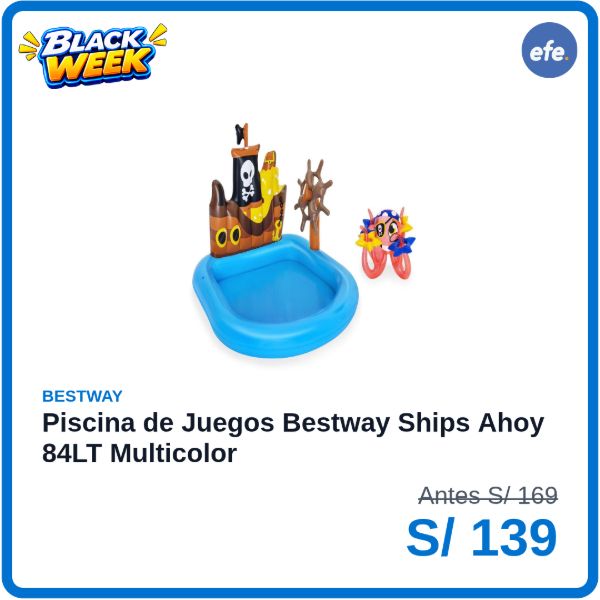 BLACK
WEEK
efe.
BESTWAY
Piscina de Juegos Bestway Ships Ahoy
84LT Multicolor
Antes S/ 169
S/ 139